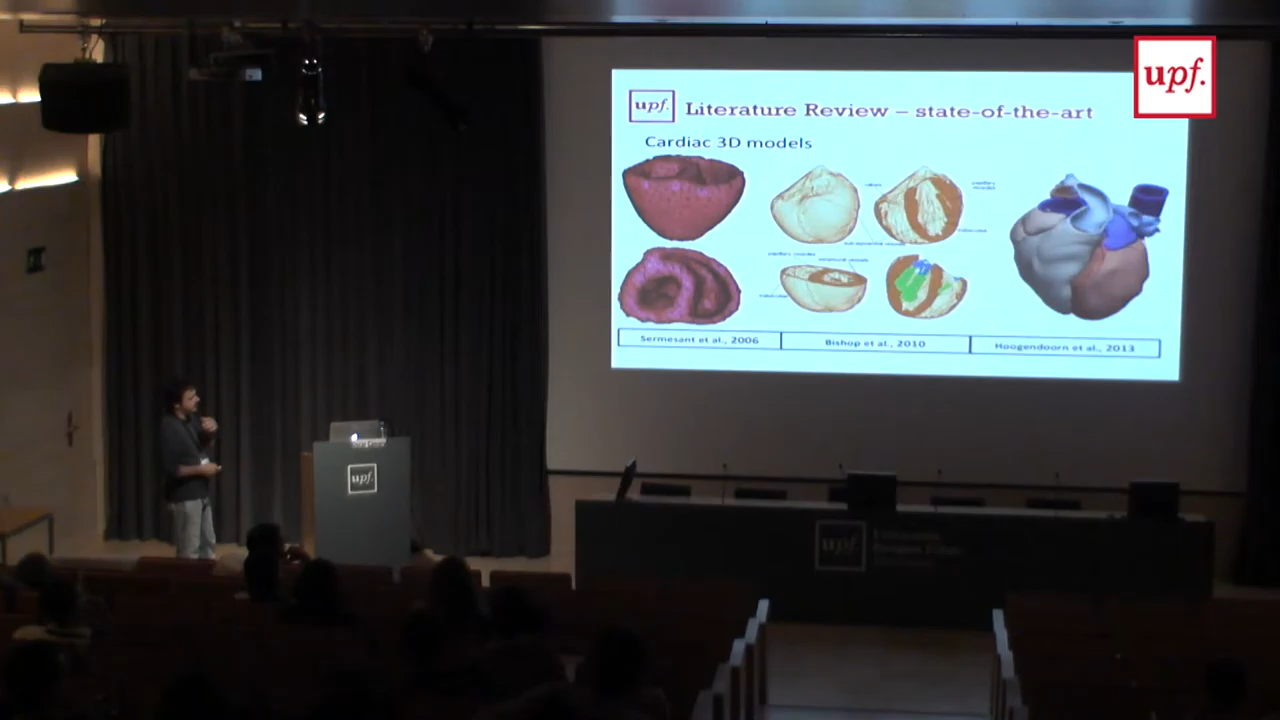 upf.
upf. Literature Review – state-of-the-art
Cardiac 3D models
Sermesant et al., 2006
Bishop et al., 2010
Hoogendoorn et al., 2013
upf.
upf.